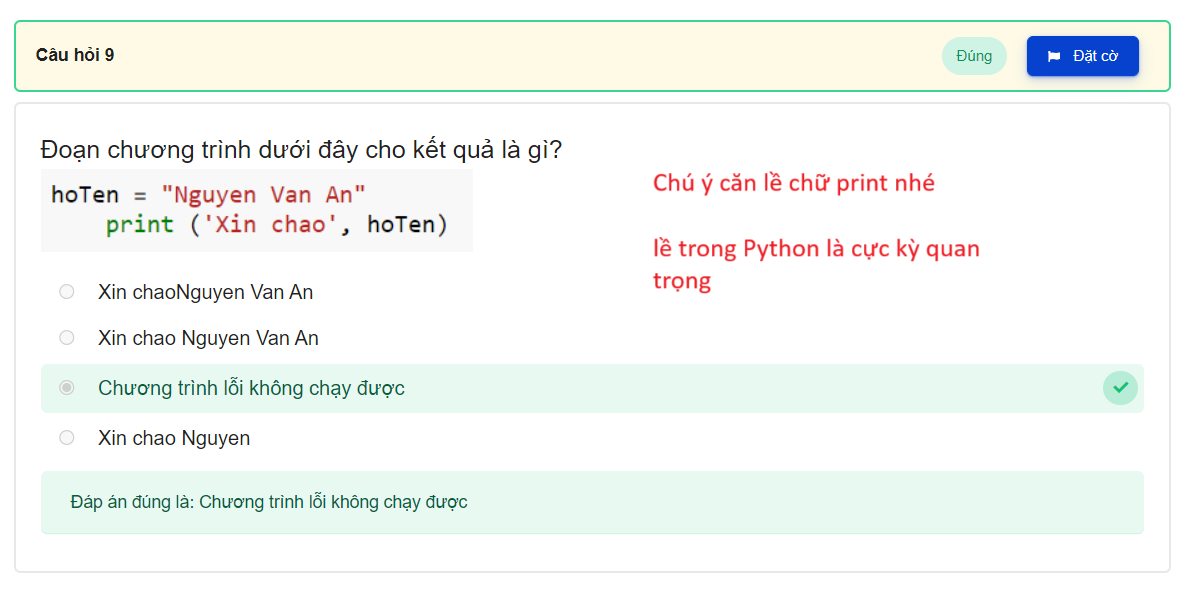 Câu hỏi 9
Đúng
Đặt cờ
Đoạn chương trình dưới đây cho kết quả là gì?
hoTen = "Nguyen Van An"
    print ('Xin chao', hoTen)
Chú ý căn lề chữ print nhé
lề trong Python là cực kỳ quan
trọng
Xin chaoNguyen Van An
Xin chao Nguyen Van An
Chương trình lỗi không chạy được
Xin chao Nguyen
Đáp án đúng là: Chương trình lỗi không chạy được